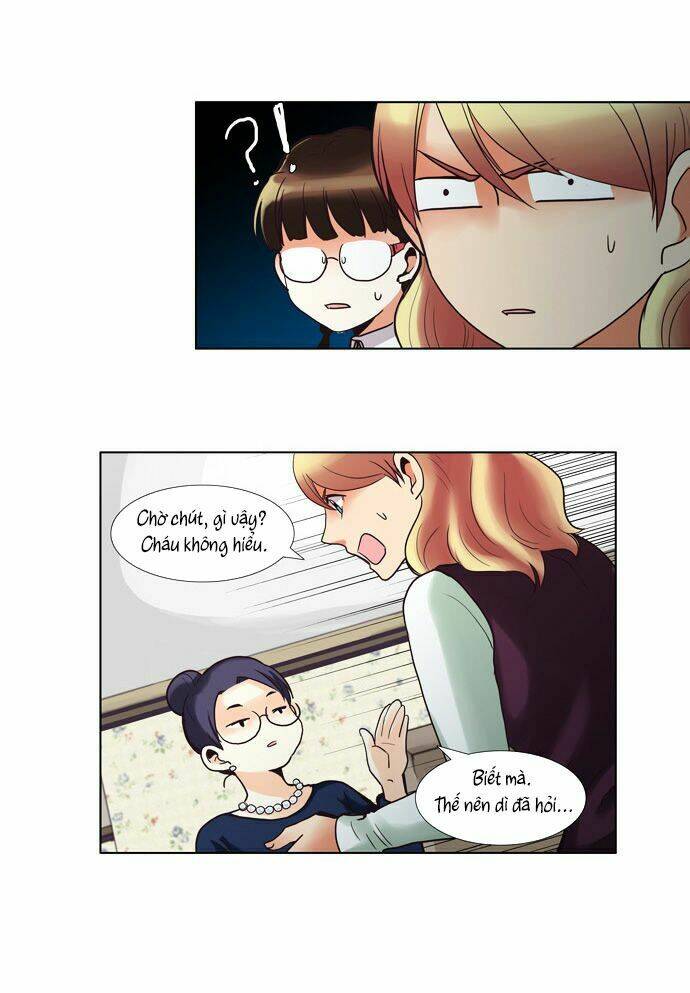 ?!
Chờ chút, gì vậy?
Cháu không hiểu.
Biết mà.
Thế nên dì đã hỏi...